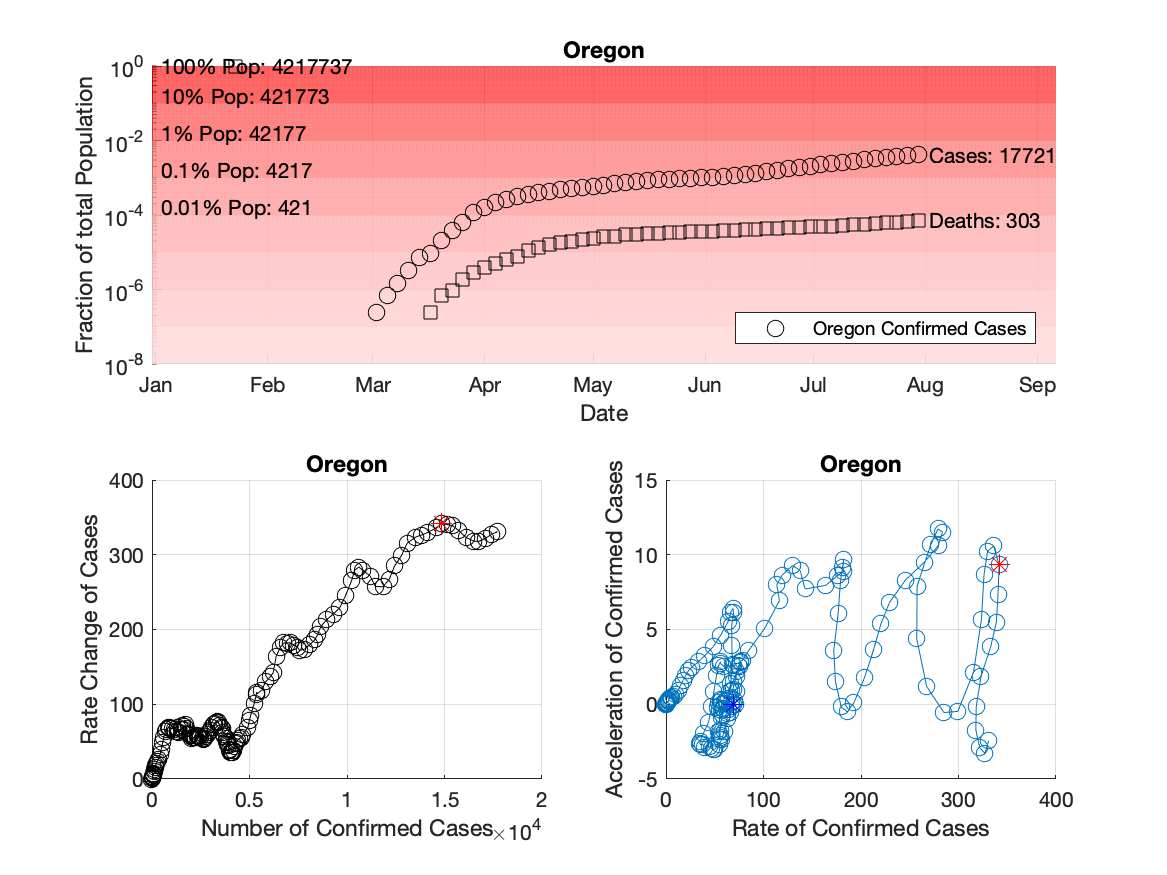 Oregon
10^0
10^-2
10^-4
10^-6
10^-8
Fraction of total Population
100% Pop: 4217737
10% Pop: 421773
1% Pop: 42177
0.1% Pop: 4217
0.01% Pop: 421
Cases: 17721
Deaths: 303
Oregon Confirmed Cases
Jan Feb Mar Apr May Jun Jul Aug Sep
Date
Oregon
400
300
200
100
0
Rate Change of Cases
0 0.5 1 1.5 2
Number of Confirmed Cases ×10^4
Oregon
15
10
5
0
-5
Acceleration of Confirmed Cases
0 100 200 300 400
Rate of Confirmed Cases